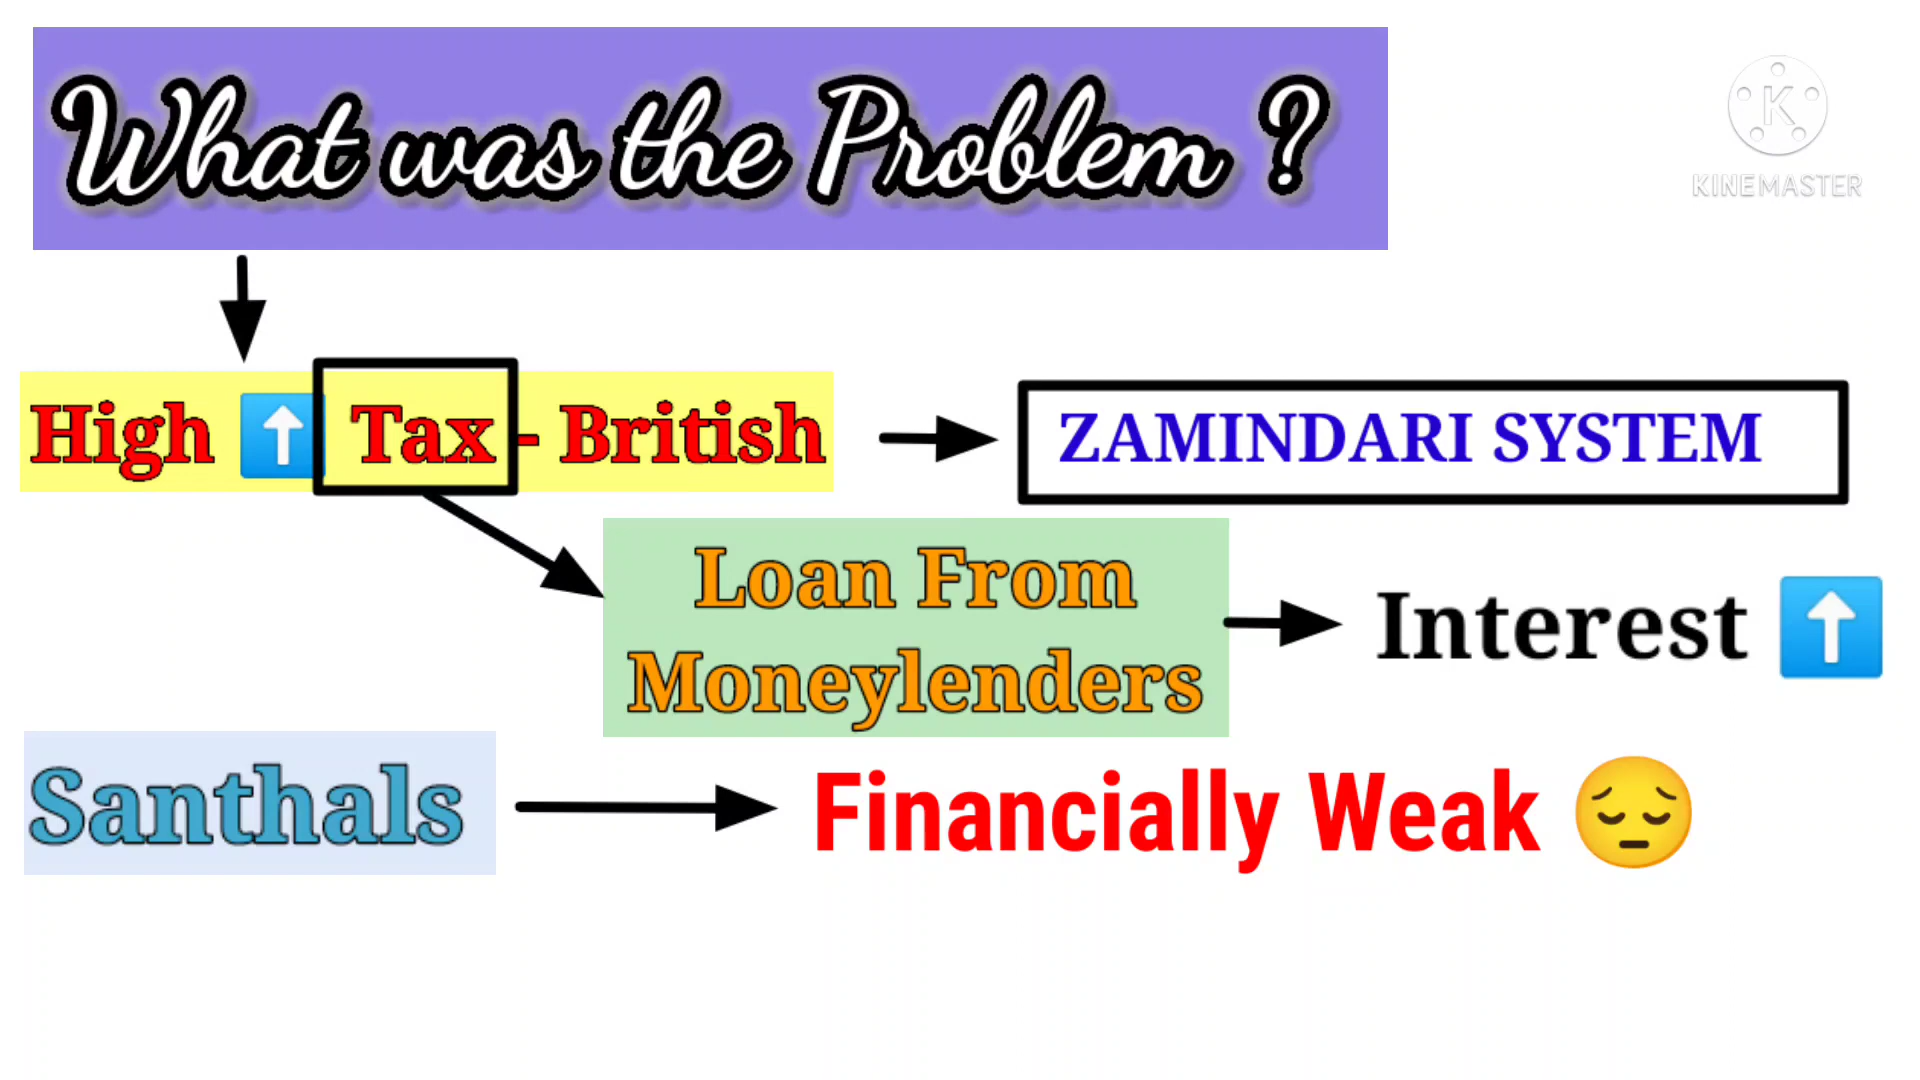 What was the Problem ?
K
KINEMASTER
High ⬆️ Tax - British
ZAMINDARI SYSTEM
Loan From
Moneylenders
Interest ⬆️
Santhals
Financially Weak 😔